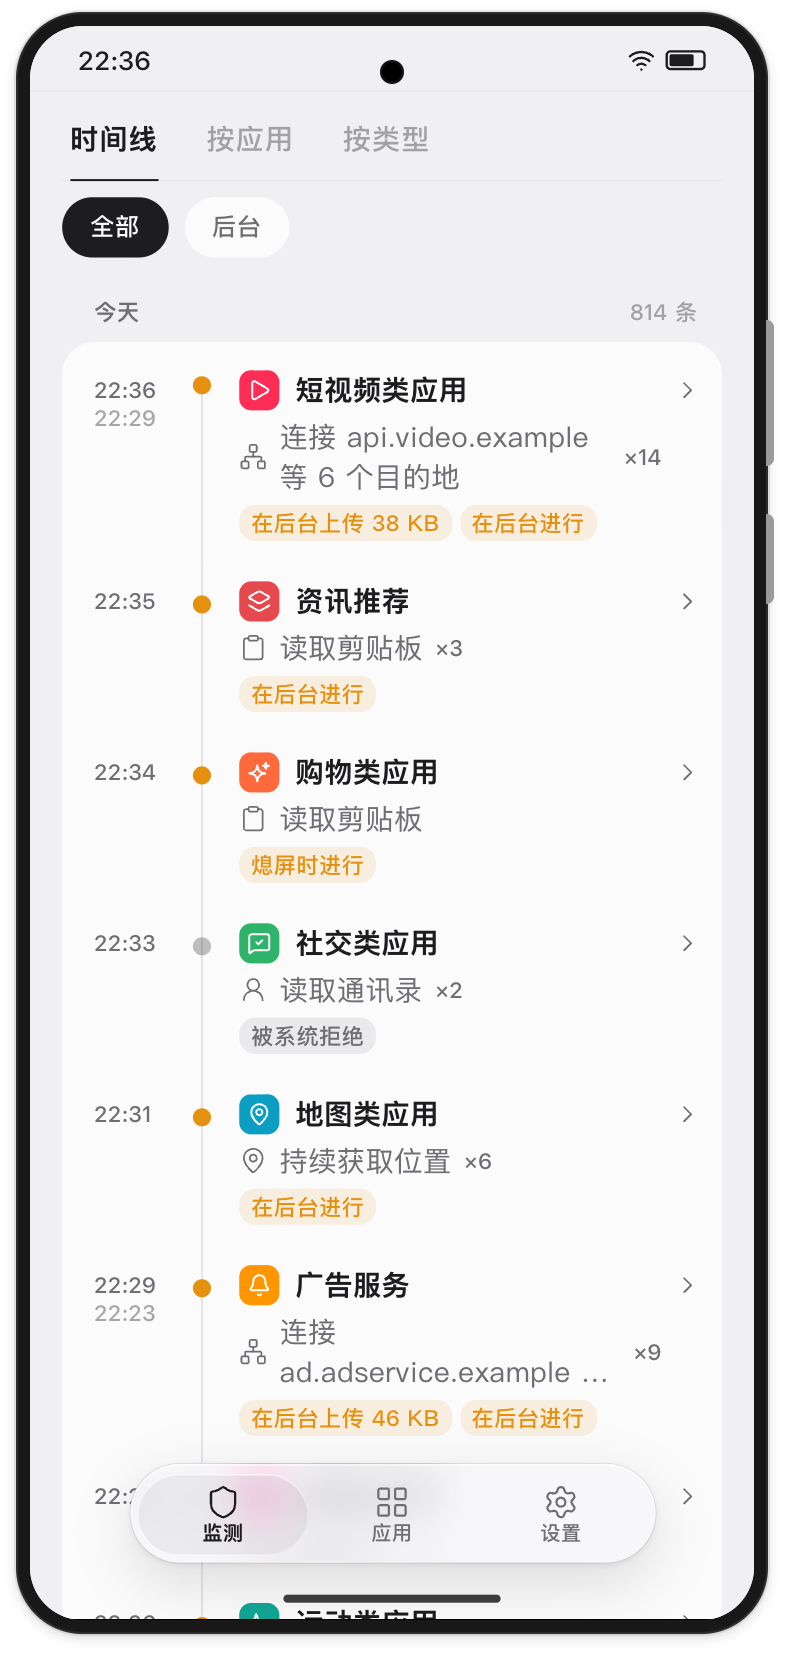 22:36
时间线 按应用 按类型
全部 后台
今天 814 条
22:36 短视频类应用
22:29
连接 api.video.example
等 6 个目的地 ×14
在后台上传 38 KB 在后台进行
22:35 资讯推荐
读取剪贴板 ×3
在后台进行
22:34 购物类应用
读取剪贴板
熄屏时进行
22:33 社交类应用
读取通讯录 ×2
被系统拒绝
22:31 地图类应用
持续获取位置 ×6
在后台进行
22:29 广告服务
22:23
连接
ad.adservice.example … ×9
在后台上传 46 KB 在后台进行
监测 应用 设置
运动类应用